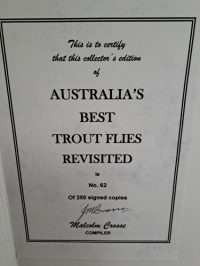 This is to certify
that this collector's edition
of
AUSTRALIA'S
BEST
TROUT FLIES
REVISITED
is
No. 62
Of 250 signed copies
Malcolm Crosse
COMPILER